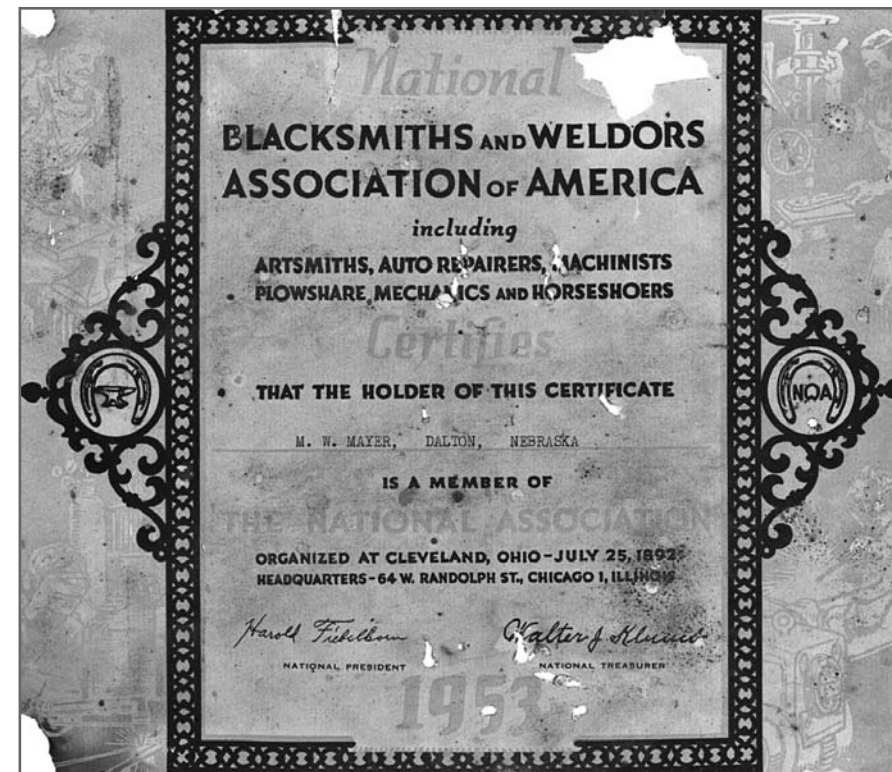 National
BLACKSMITHS AND WELDORS
ASSOCIATION OF AMERICA
including
ARTSMITHS, AUTO REPAIRERS, MACHINISTS
PLOWSHARE, MECHANICS AND HORSESHOERS
Certifies
THAT THE HOLDER OF THIS CERTIFICATE
M. W. MAYER, DALTON, NEBRASKA
IS A MEMBER OF
THE NATIONAL ASSOCIATION
ORGANIZED AT CLEVELAND, OHIO-JULY 25, 1892
HEADQUARTERS-64 W. RANDOLPH ST., CHICAGO 1, ILLINOIS
Harold Walter J
NATIONAL PRESIDENT NATIONAL TREASURER
1953
NOA